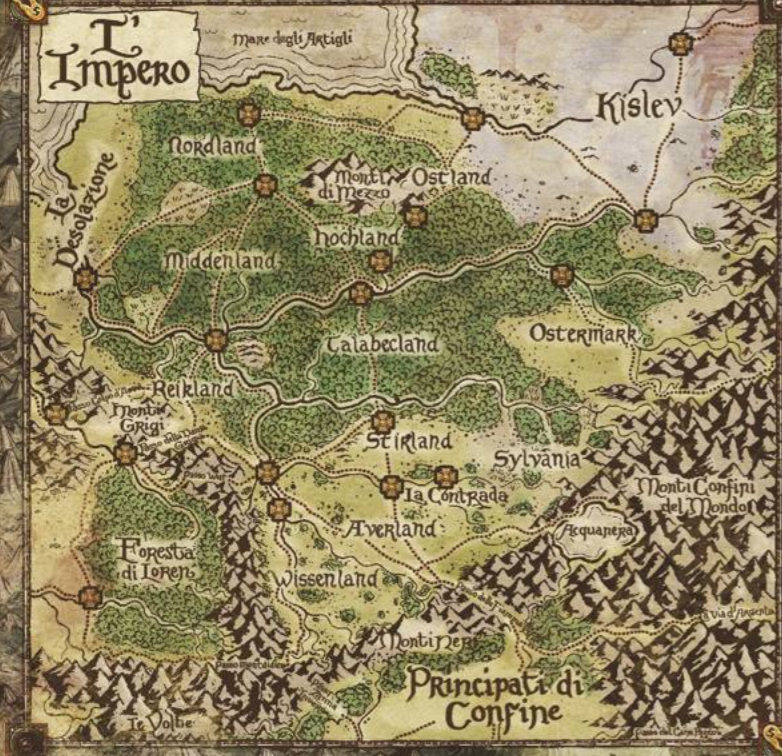 L'
Impero
Mare degli Artigli
Kislev
Nordland
Monti
di Mezzo
Ostland
La
Desolazione
Hochland
Middenland
Talabecland
Ostermark
Reikland
Monti
Grigi
Stirland
Sylvania
La Contrada
Monti Confini
del Mondo
Acquanera
Averland
Foresta
di Loren
Wissenland
Monti Neri
Principati di
Confine
Le Volte